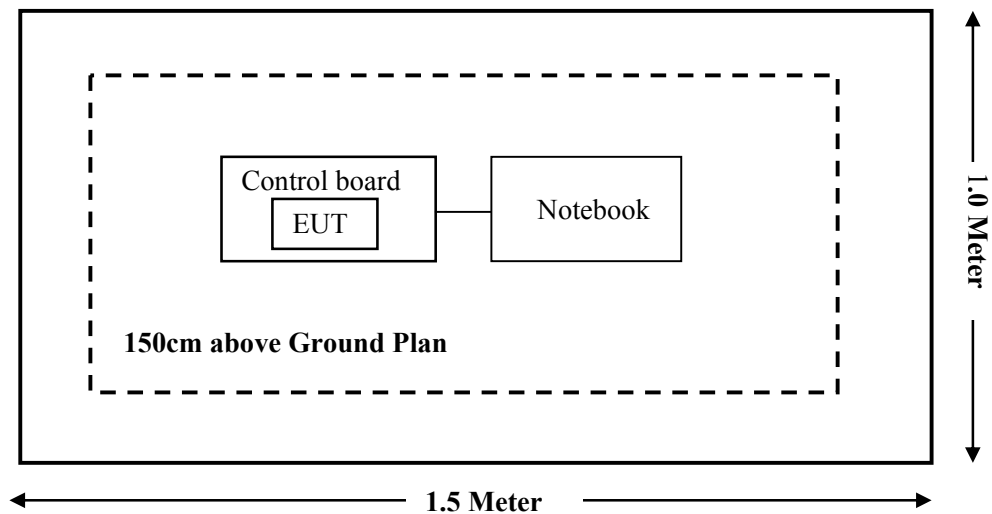 Control board
EUT
Notebook
150cm above Ground Plan
1.0 Meter
1.5 Meter